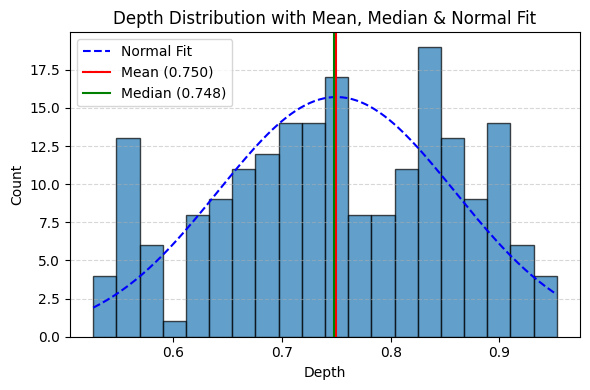 Depth Distribution with Mean, Median & Normal Fit
Normal Fit
Mean (0.750)
Median (0.748)
17.5
15.0
12.5
10.0
7.5
5.0
2.5
0.0
Count
0.6 0.7 0.8 0.9
Depth